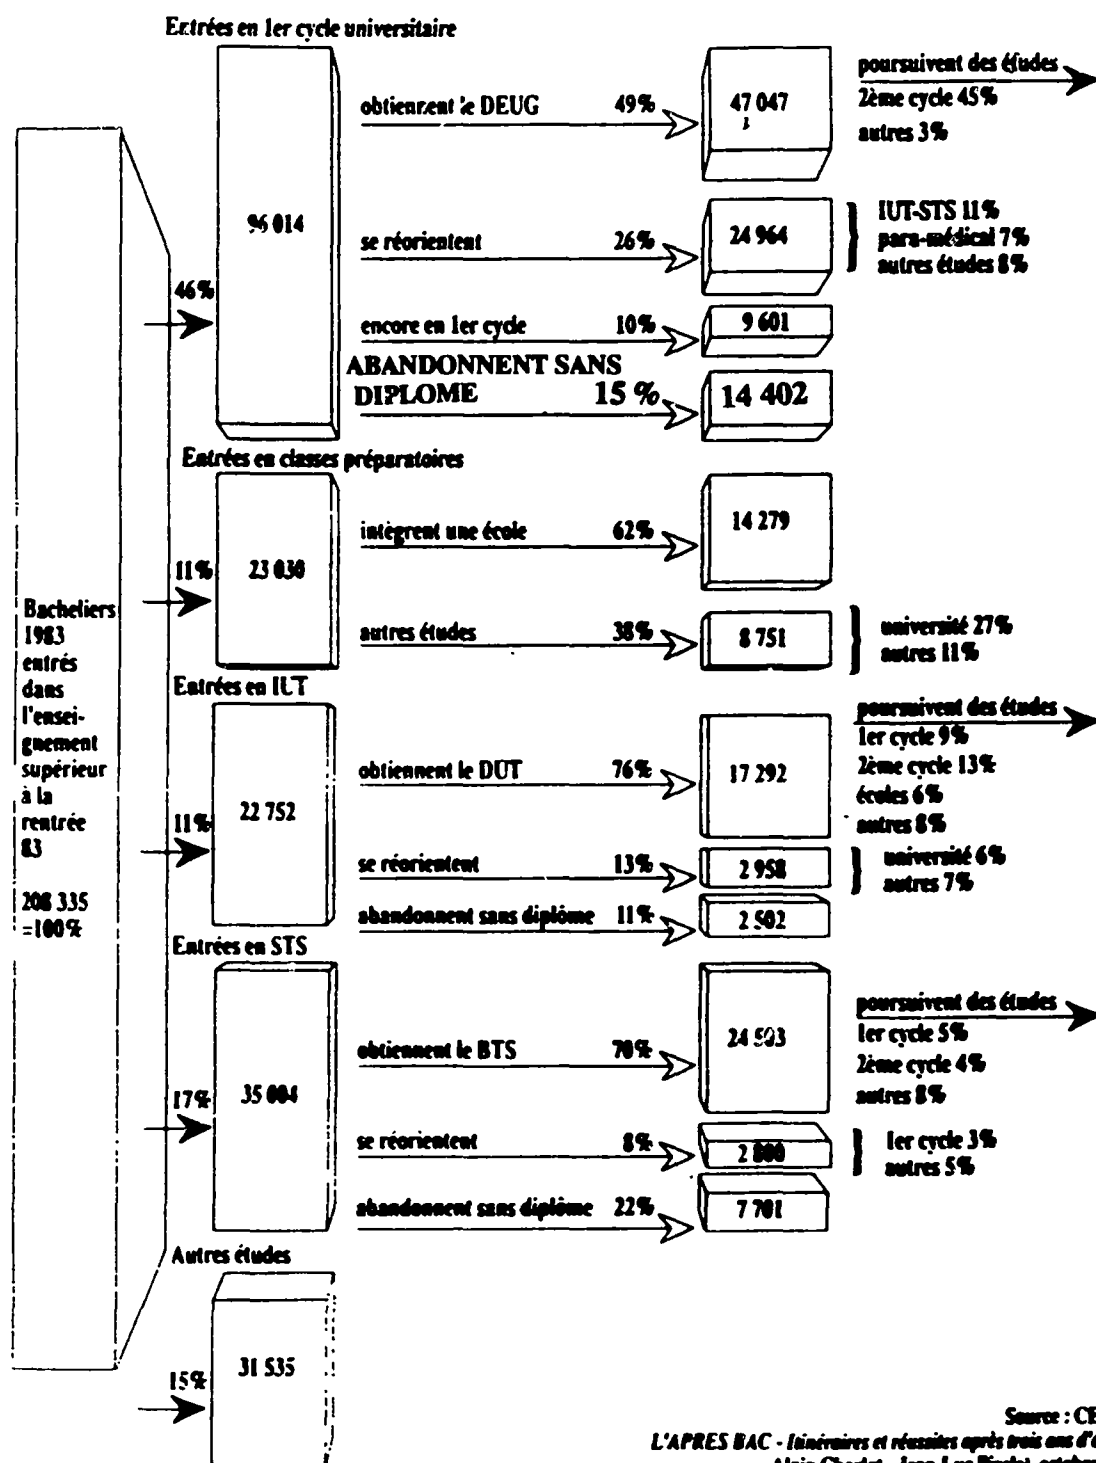 Entrées en 1er cycle universitaire
96 014
46%
obtiennent le DEUG 49%
47 047
poursuivent des études
2ème cycle 45%
autres 3%
se réorientent 26%
24 964
IUT-STS 11%
para-médical 7%
autres études 8%
encore en 1er cycle 10%
9 601
ABANDONNENT SANS
DIPLOME 15 %
14 402
Entrées en classes préparatoires
11%
23 030
intègrent une école 62%
14 279
autres études 38%
8 751
université 27%
autres 11%
Bacheliers
1983
entrés
dans
l'ensei-
gnement
supérieur
à la
rentrée
83
208 335
=100%
Entrées en IUT
11%
22 752
obtiennent le DUT 76%
17 292
poursuivent des études
1er cycle 9%
2ème cycle 13%
écoles 6%
autres 8%
se réorientent 13%
2 958
université 6%
autres 7%
abandonnent sans diplôme 11%
2 502
Entrées en STS
17%
35 004
obtiennent le BTS 70%
24 503
poursuivent des études
1er cycle 5%
2ème cycle 4%
autres 8%
se réorientent 8%
2 800
1er cycle 3%
autres 5%
abandonnent sans diplôme 22%
7 701
Autres études
15%
31 535
Source : CE
L'APRES BAC - Itinéraires et réussites après trois ans d'